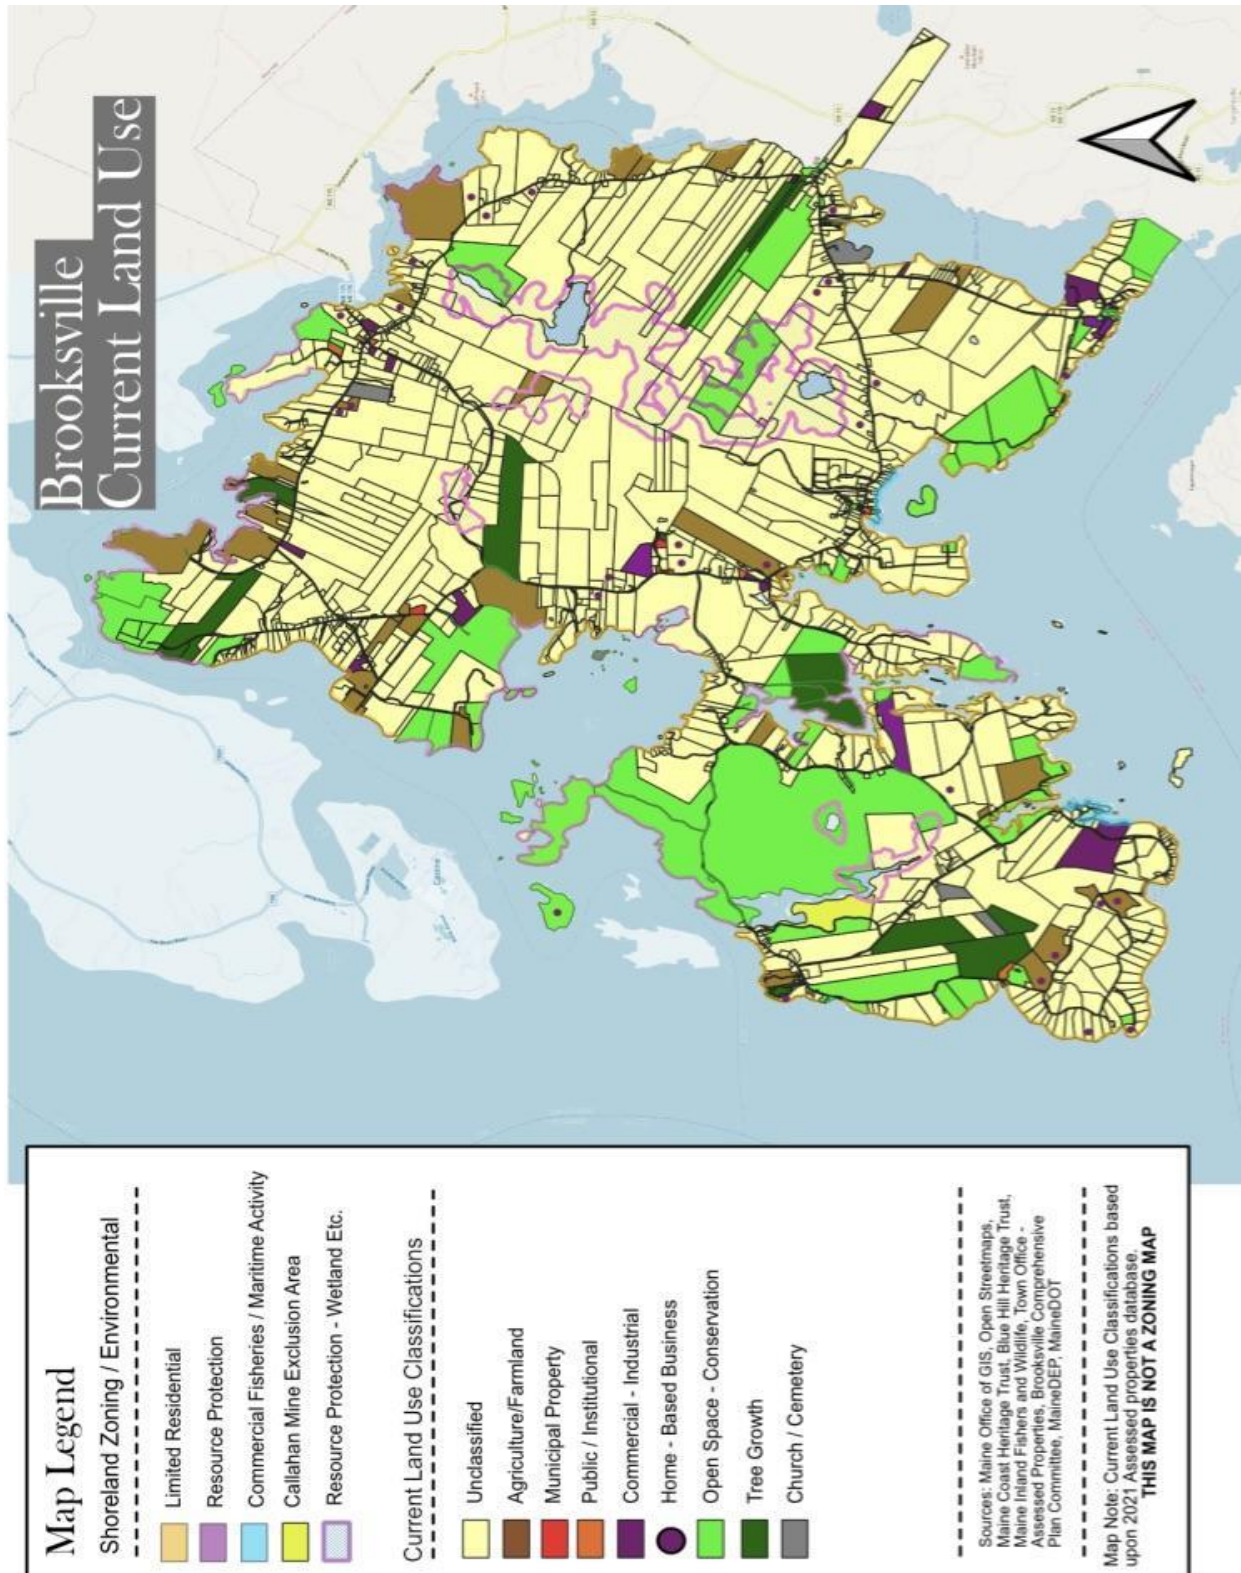 Brooksville
Current Land Use
Map Legend
Shoreland Zoning / Environmental
Limited Residential
Resource Protection
Commercial Fisheries / Maritime Activity
Callahan Mine Exclusion Area
Resource Protection - Wetland Etc.
Current Land Use Classifications
Unclassified
Agriculture/Farmland
Municipal Property
Public / Institutional
Commercial - Industrial
Home - Based Business
Open Space - Conservation
Tree Growth
Church / Cemetery
Sources: Maine Office of GIS, Open Streetmaps,
Maine Coast Heritage Trust, Blue Hill Heritage Trust,
Maine Inland Fishers and Wildlife, Town Office -
Assessed Properties, Brooksville Comprehensive
Plan Committee, MaineDEP, MaineDOT
Map Note: Current Land Use Classifications based
upon 2021 Assessed properties database.
THIS MAP IS NOT A ZONING MAP
Castine